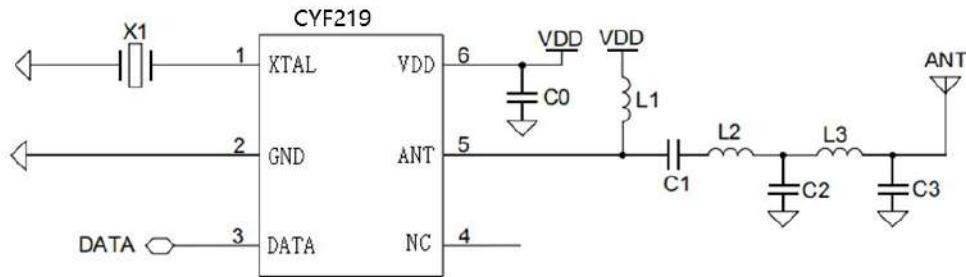 CYF219
X1
1 XTAL VDD 6 VDD VDD ANT
C0 L1
2 GND ANT 5 L2 L3
C1 C2 C3
DATA 3 DATA NC 4